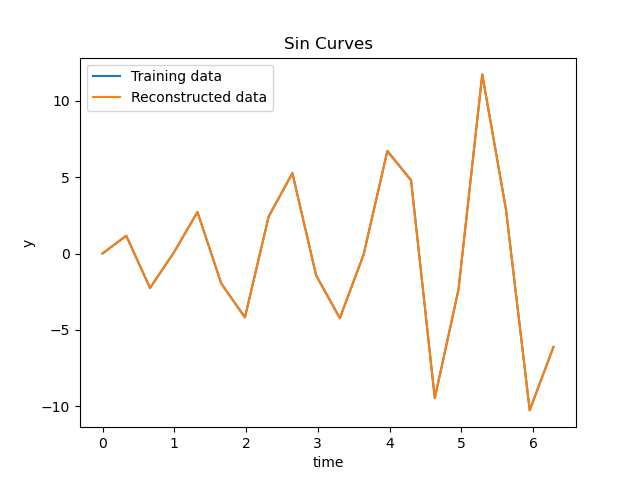 Sin Curves
Training data
Reconstructed data
10
5
0
−5
−10
y
0 1 2 3 4 5 6
time